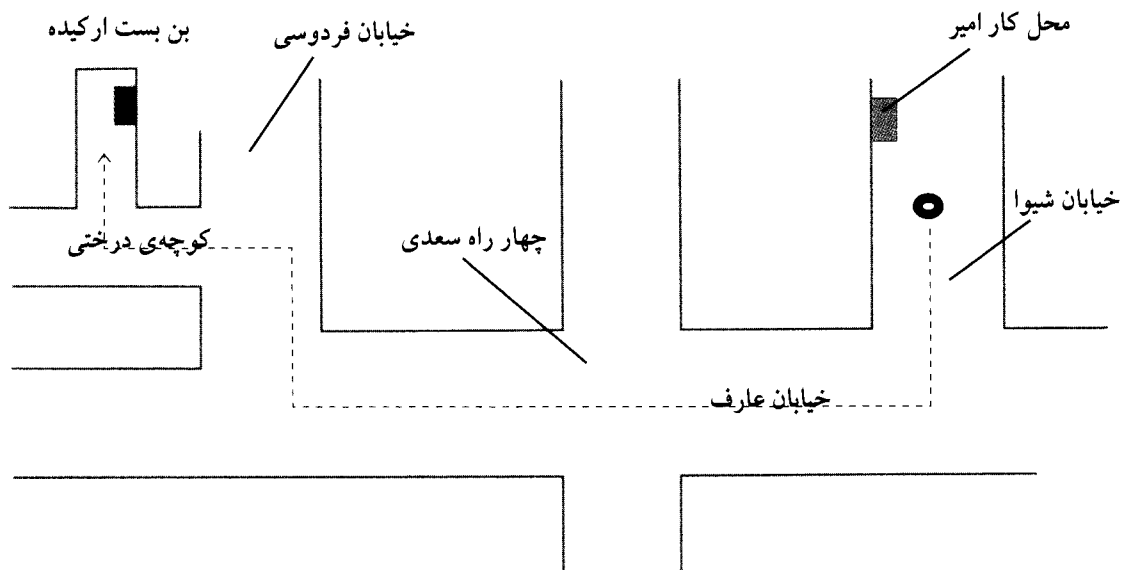 محل کار امیر
خیابان فردوسی
بن بست ارکیده
خیابان شیوا
چهار راه سعدی
کوچه‌ی درختی
خیابان عارف